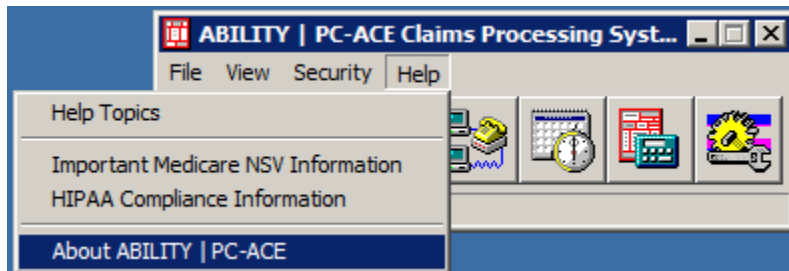 ABILITY | PC-ACE Claims Processing Syst...
File View Security Help
Help Topics
Important Medicare NSV Information
HIPAA Compliance Information
About ABILITY | PC-ACE